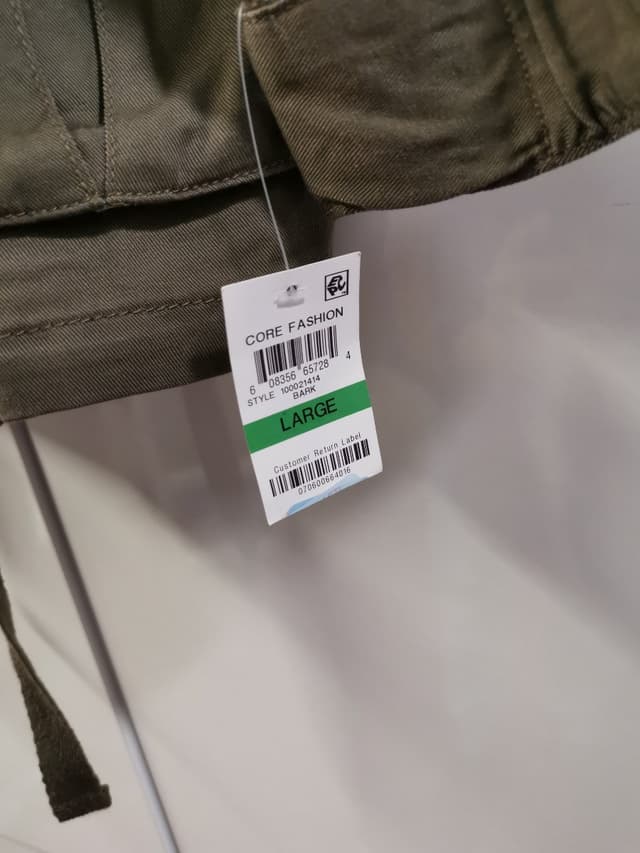 CORE FASHION
6 08356 65728 4
STYLE 100021414
BARK
LARGE
Customer Return Label
070600664016